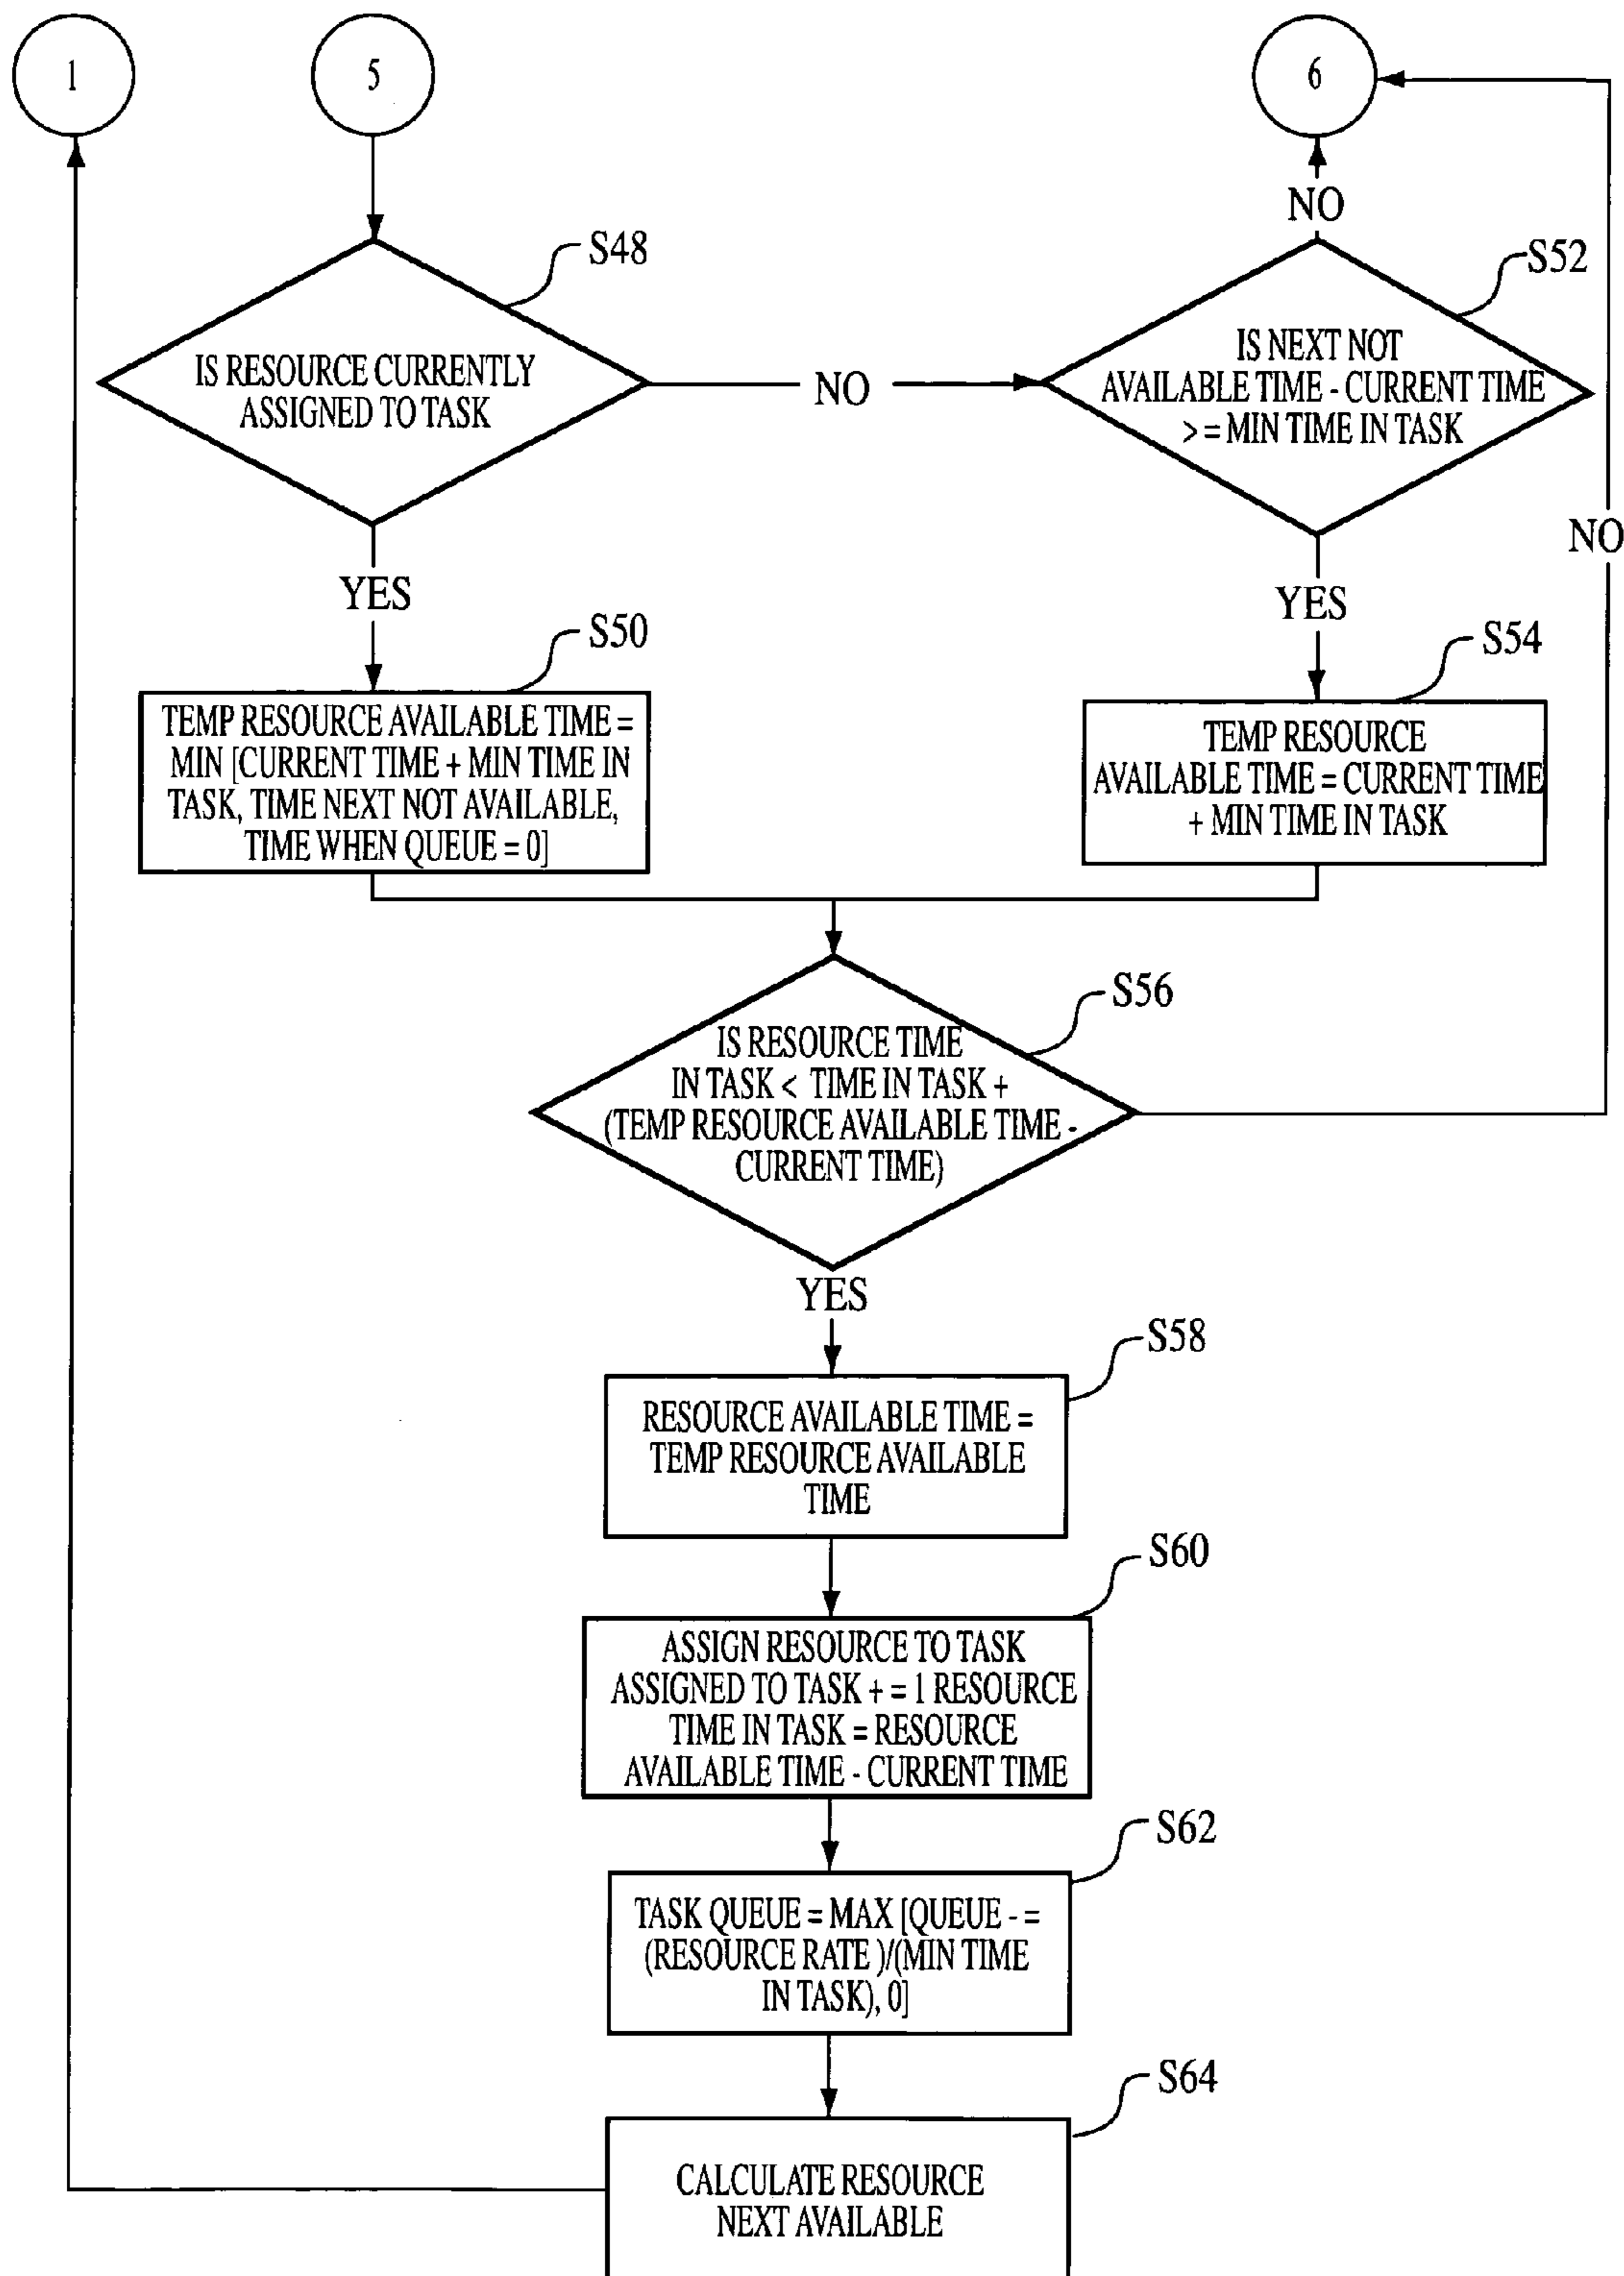 1
5
6
NO
S48
S52
IS RESOURCE CURRENTLY
ASSIGNED TO TASK
NO
IS NEXT NOT
AVAILABLE TIME - CURRENT TIME
> = MIN TIME IN TASK
NO
YES
YES
S50
S54
TEMP RESOURCE AVAILABLE TIME =
MIN [CURRENT TIME + MIN TIME IN
TASK, TIME NEXT NOT AVAILABLE,
TIME WHEN QUEUE = 0]
TEMP RESOURCE
AVAILABLE TIME = CURRENT TIME
+ MIN TIME IN TASK
S56
IS RESOURCE TIME
IN TASK < TIME IN TASK +
(TEMP RESOURCE AVAILABLE TIME -
CURRENT TIME)
YES
S58
RESOURCE AVAILABLE TIME =
TEMP RESOURCE AVAILABLE
TIME
S60
ASSIGN RESOURCE TO TASK
ASSIGNED TO TASK + = 1 RESOURCE
TIME IN TASK = RESOURCE
AVAILABLE TIME - CURRENT TIME
S62
TASK QUEUE = MAX [QUEUE - =
(RESOURCE RATE )/(MIN TIME
IN TASK), 0]
S64
CALCULATE RESOURCE
NEXT AVAILABLE